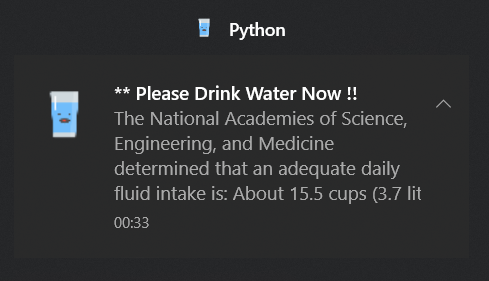 Python
** Please Drink Water Now !!
The National Academies of Science,
Engineering, and Medicine
determined that an adequate daily
fluid intake is: About 15.5 cups (3.7 lit
00:33